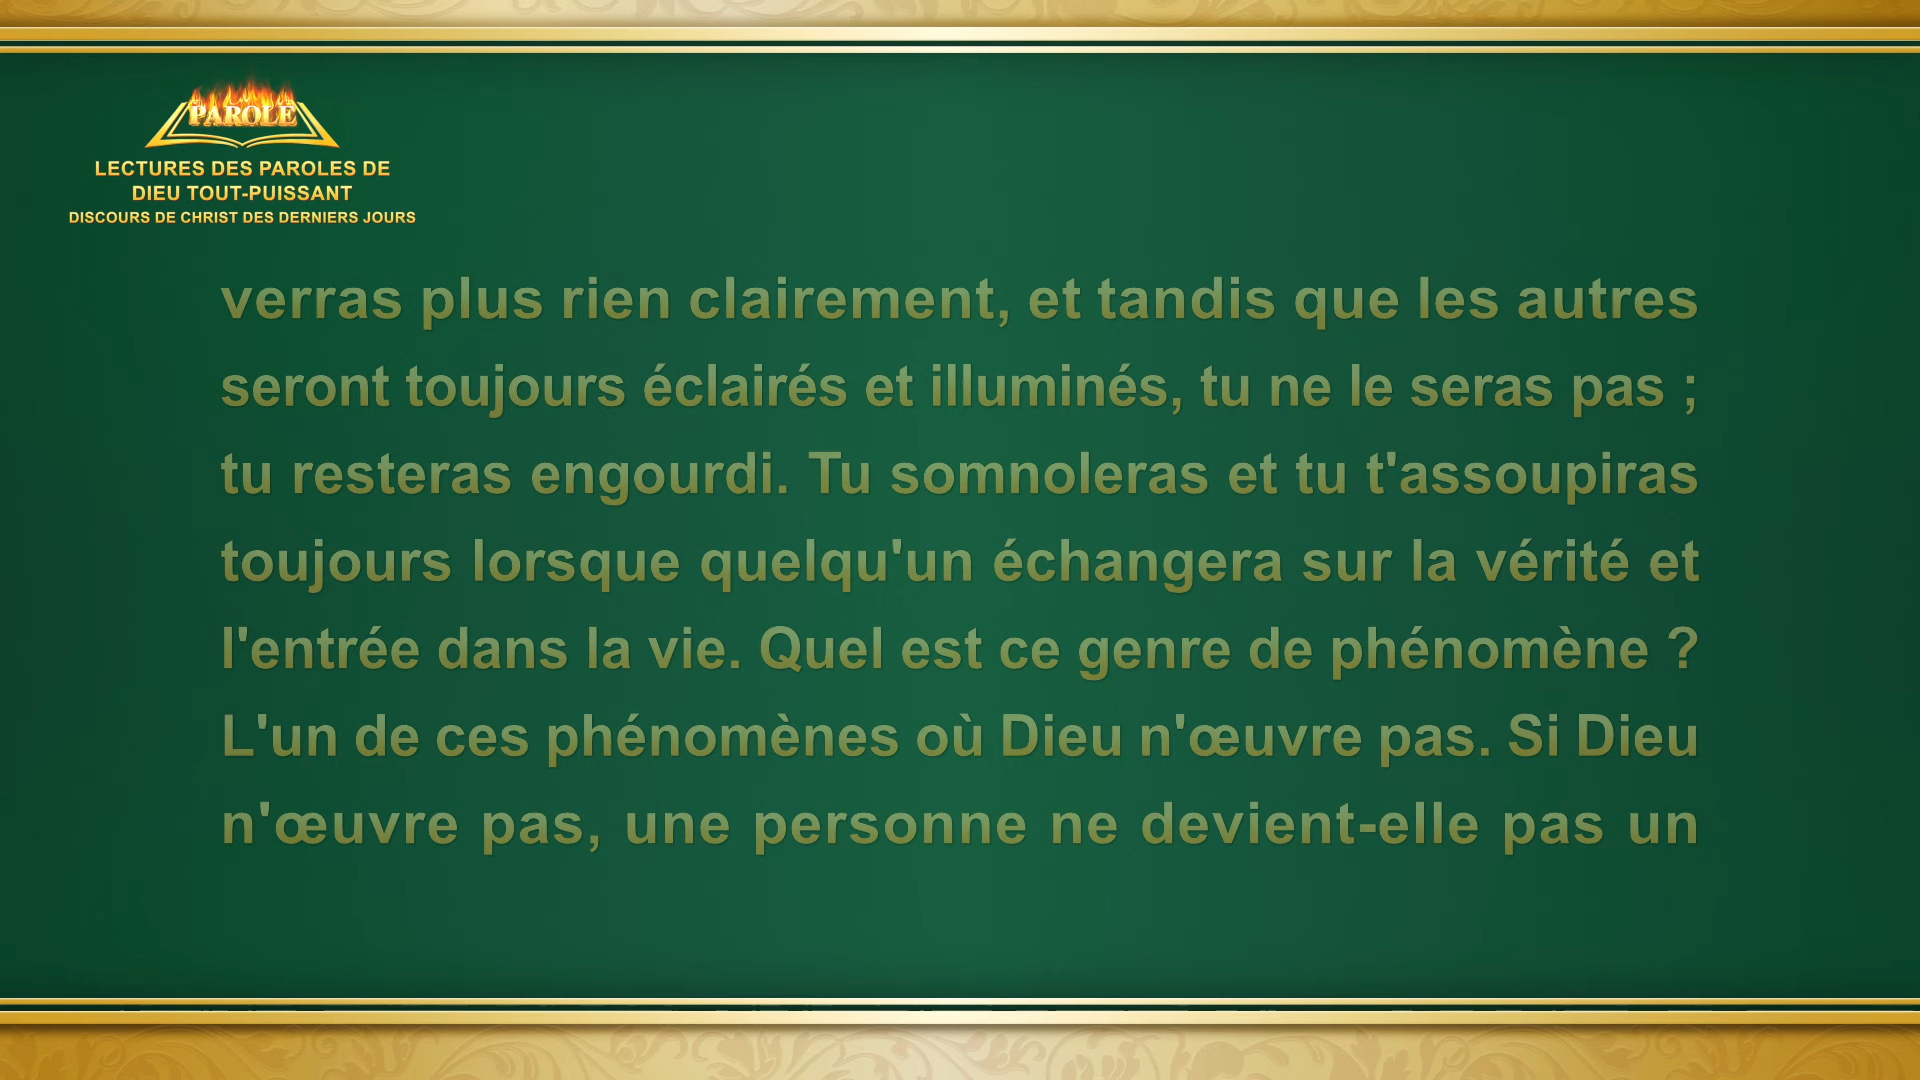 PAROLE
LECTURES DES PAROLES DE
DIEU TOUT-PUISSANT
DISCOURS DE CHRIST DES DERNIERS JOURS
verras plus rien clairement, et tandis que les autres
seront toujours éclairés et illuminés, tu ne le seras pas ;
tu resteras engourdi. Tu somnoleras et tu t'assoupiras
toujours lorsque quelqu'un échangera sur la vérité et
l'entrée dans la vie. Quel est ce genre de phénomène ?
L'un de ces phénomènes où Dieu n'œuvre pas. Si Dieu
n'œuvre pas, une personne ne devient-elle pas un